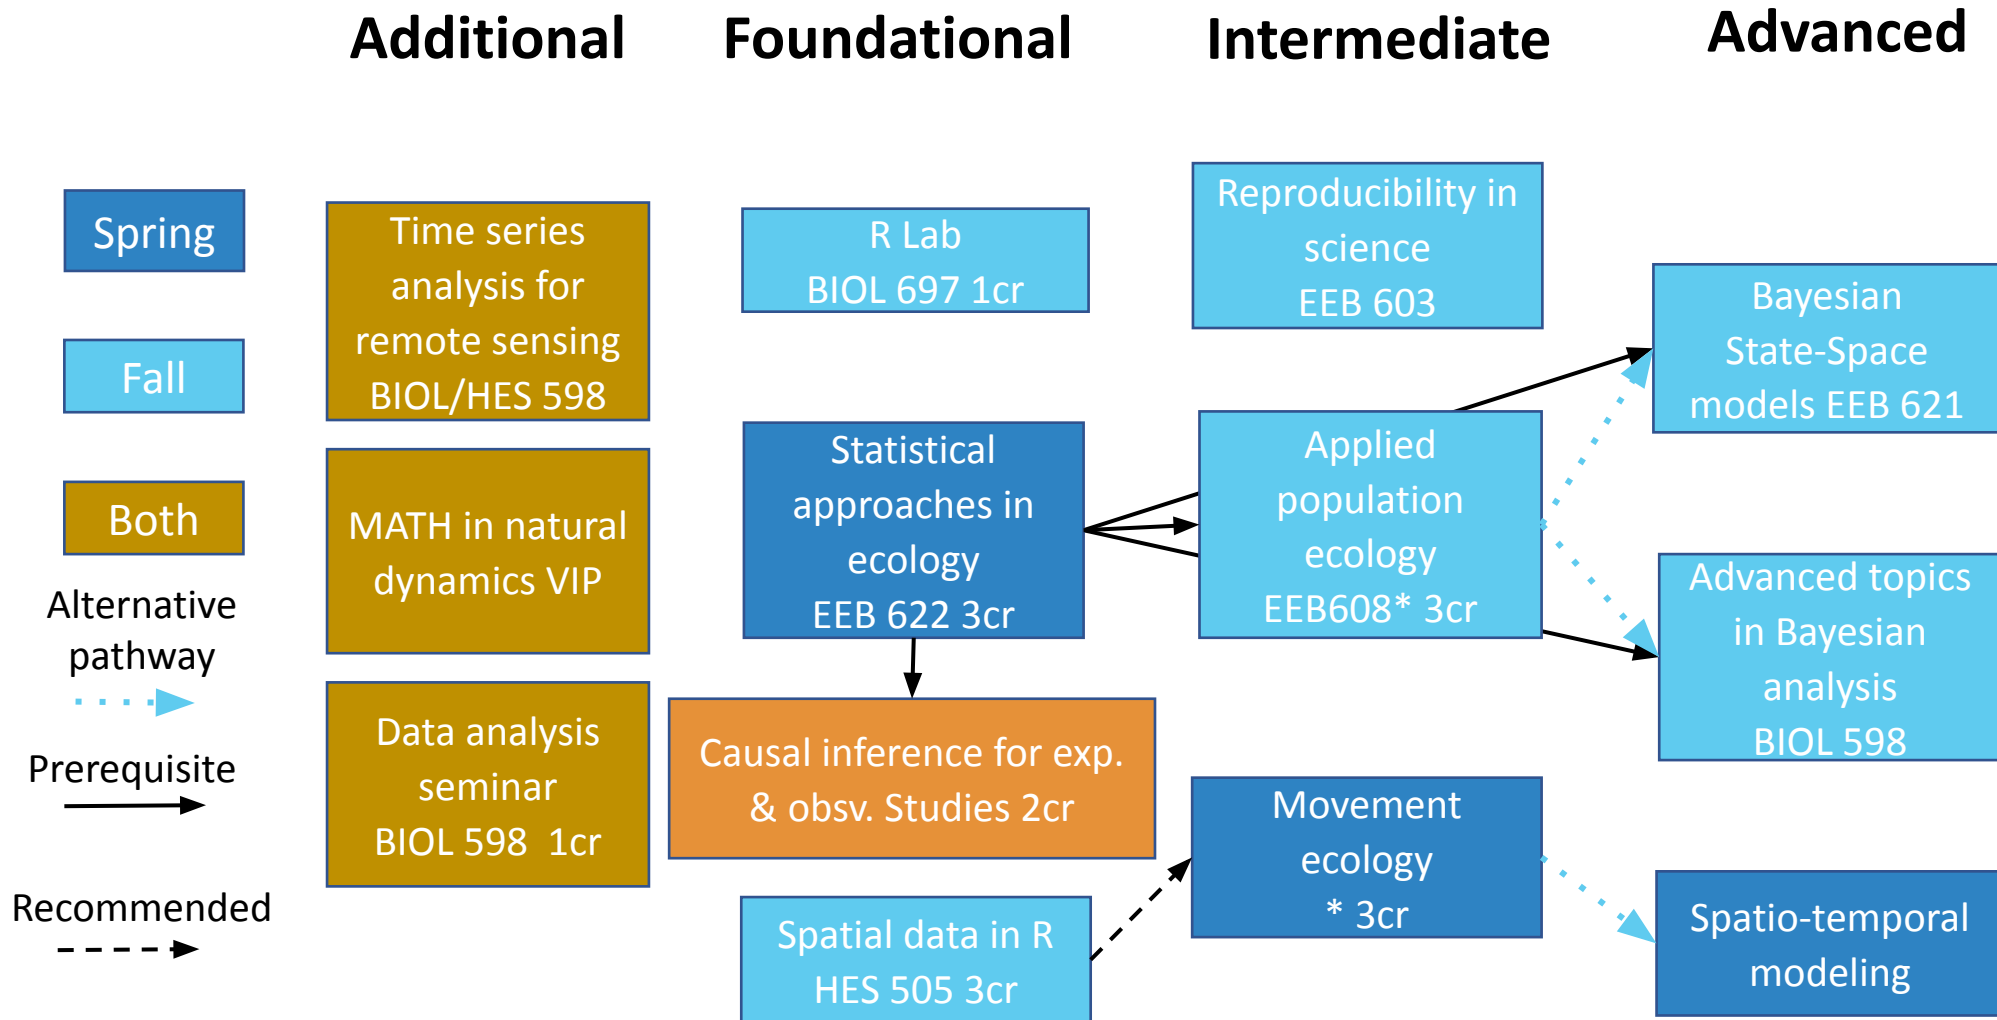 Additional
Foundational
Intermediate
Advanced
Spring
Fall
Both
Alternative
pathway
Prerequisite
Recommended
Time series
analysis for
remote sensing
BIOL/HES 598
MATH in natural
dynamics VIP
Data analysis
seminar
BIOL 598  1cr
R Lab
BIOL 697 1cr
Statistical
approaches in
ecology
EEB 622 3cr
Causal inference for exp.
& obsv. Studies 2cr
Spatial data in R
HES 505 3cr
Reproducibility in
science
EEB 603
Applied
population
ecology
EEB608* 3cr
Movement
ecology
* 3cr
Bayesian
State-Space
models EEB 621
Advanced topics
in Bayesian
analysis
BIOL 598
Spatio-temporal
modeling